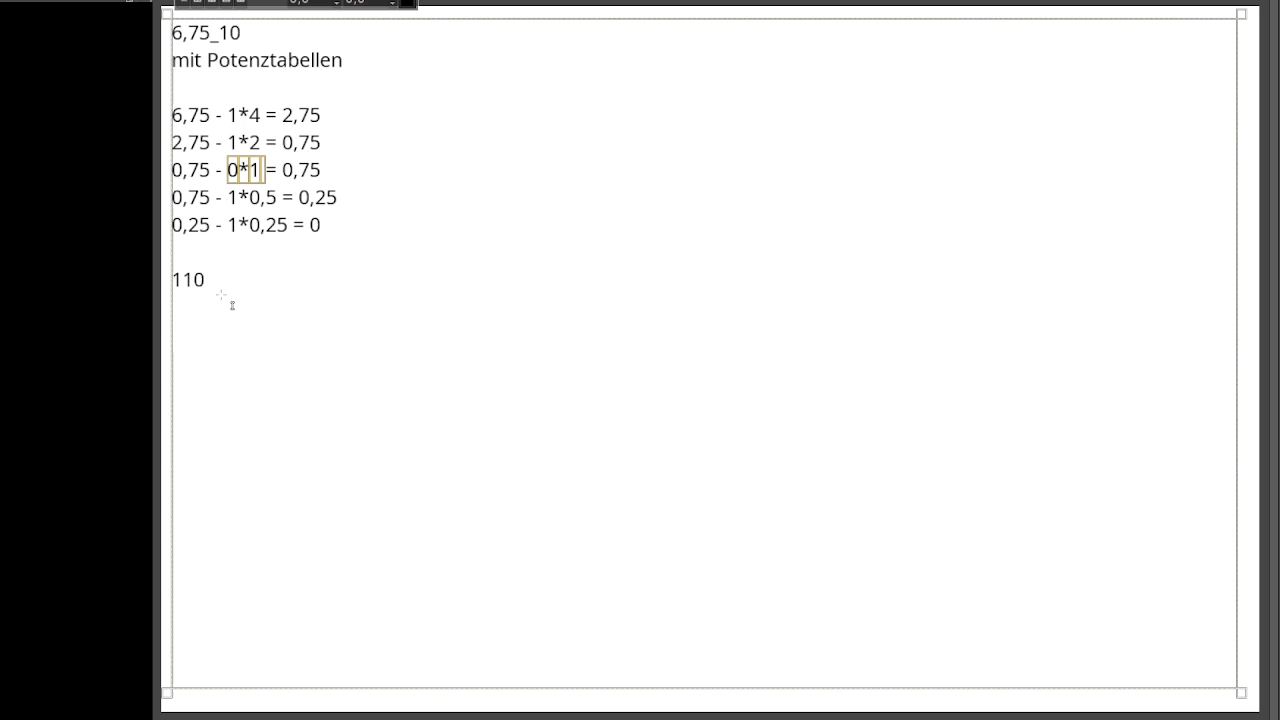 6,75_10
mit Potenztabellen
6,75 - 1*4 = 2,75
2,75 - 1*2 = 0,75
0,75 - 0*1 = 0,75
0,75 - 1*0,5 = 0,25
0,25 - 1*0,25 = 0
110